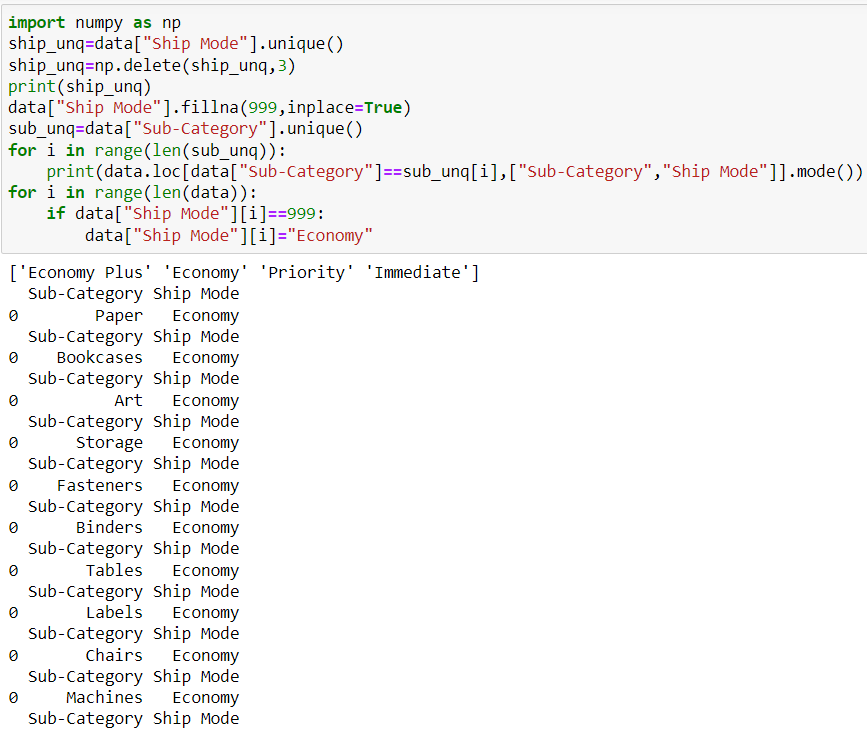 import numpy as np
ship_unq=data["Ship Mode"].unique()
ship_unq=np.delete(ship_unq,3)
print(ship_unq)
data["Ship Mode"].fillna(999,inplace=True)
sub_unq=data["Sub-Category"].unique()
for i in range(len(sub_unq)):
    print(data.loc[data["Sub-Category"]==sub_unq[i],["Sub-Category","Ship Mode"]].mode())
for i in range(len(data)):
    if data["Ship Mode"][i]==999:
        data["Ship Mode"][i]="Economy"
['Economy Plus' 'Economy' 'Priority' 'Immediate']
  Sub-Category Ship Mode
0        Paper   Economy
  Sub-Category Ship Mode
0    Bookcases   Economy
  Sub-Category Ship Mode
0          Art   Economy
  Sub-Category Ship Mode
0      Storage   Economy
  Sub-Category Ship Mode
0    Fasteners   Economy
  Sub-Category Ship Mode
0      Binders   Economy
  Sub-Category Ship Mode
0       Tables   Economy
  Sub-Category Ship Mode
0       Labels   Economy
  Sub-Category Ship Mode
0       Chairs   Economy
  Sub-Category Ship Mode
0     Machines   Economy
  Sub-Category Ship Mode